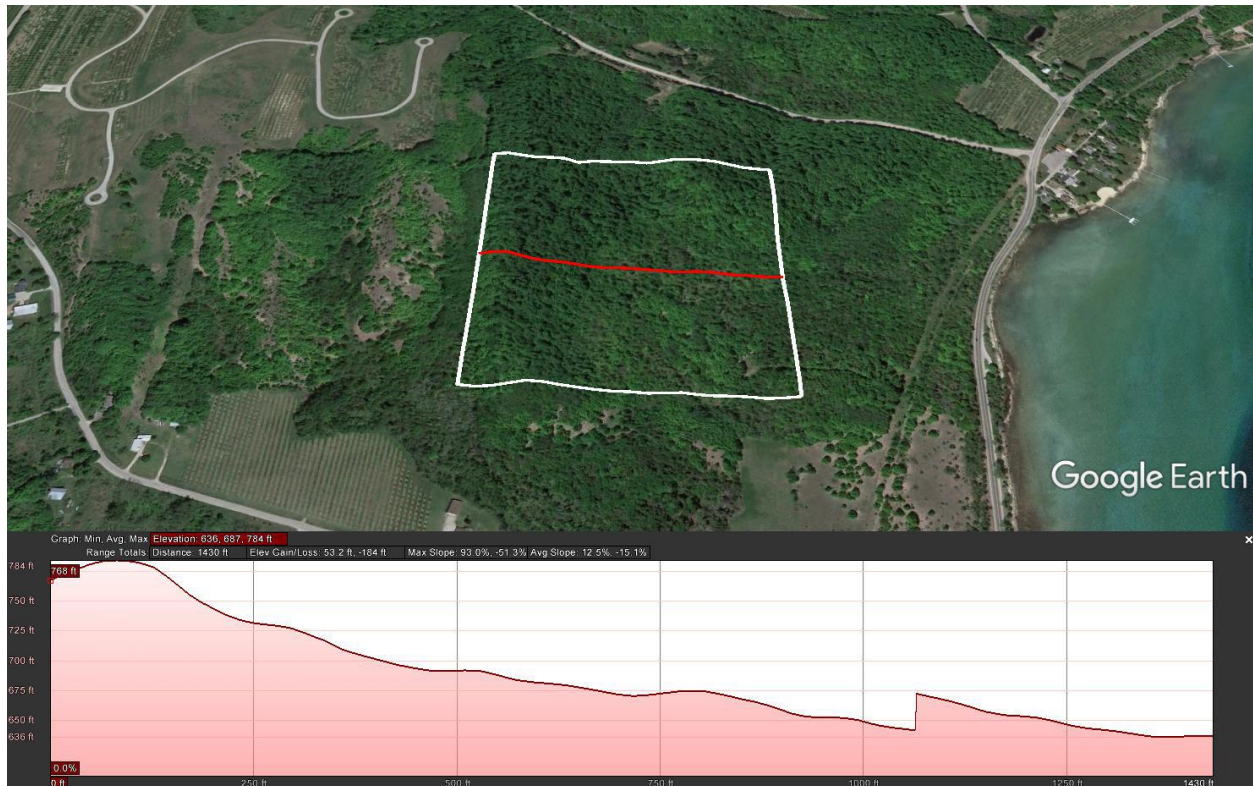 Google Earth
Graph: Min, Avg, Max Elevation: 636, 687, 784 ft
Range Totals: Distance: 1430 ft Elev Gain/Loss: 53.2 ft, -184 ft Max Slope: 93.0%, -51.3% Avg Slope: 12.5%, -15.1%
784 ft
768 ft
750 ft
725 ft
700 ft
675 ft
650 ft
636 ft
0.0%
0 ft 250 ft 500 ft 750 ft 1000 ft 1250 ft 1430 ft